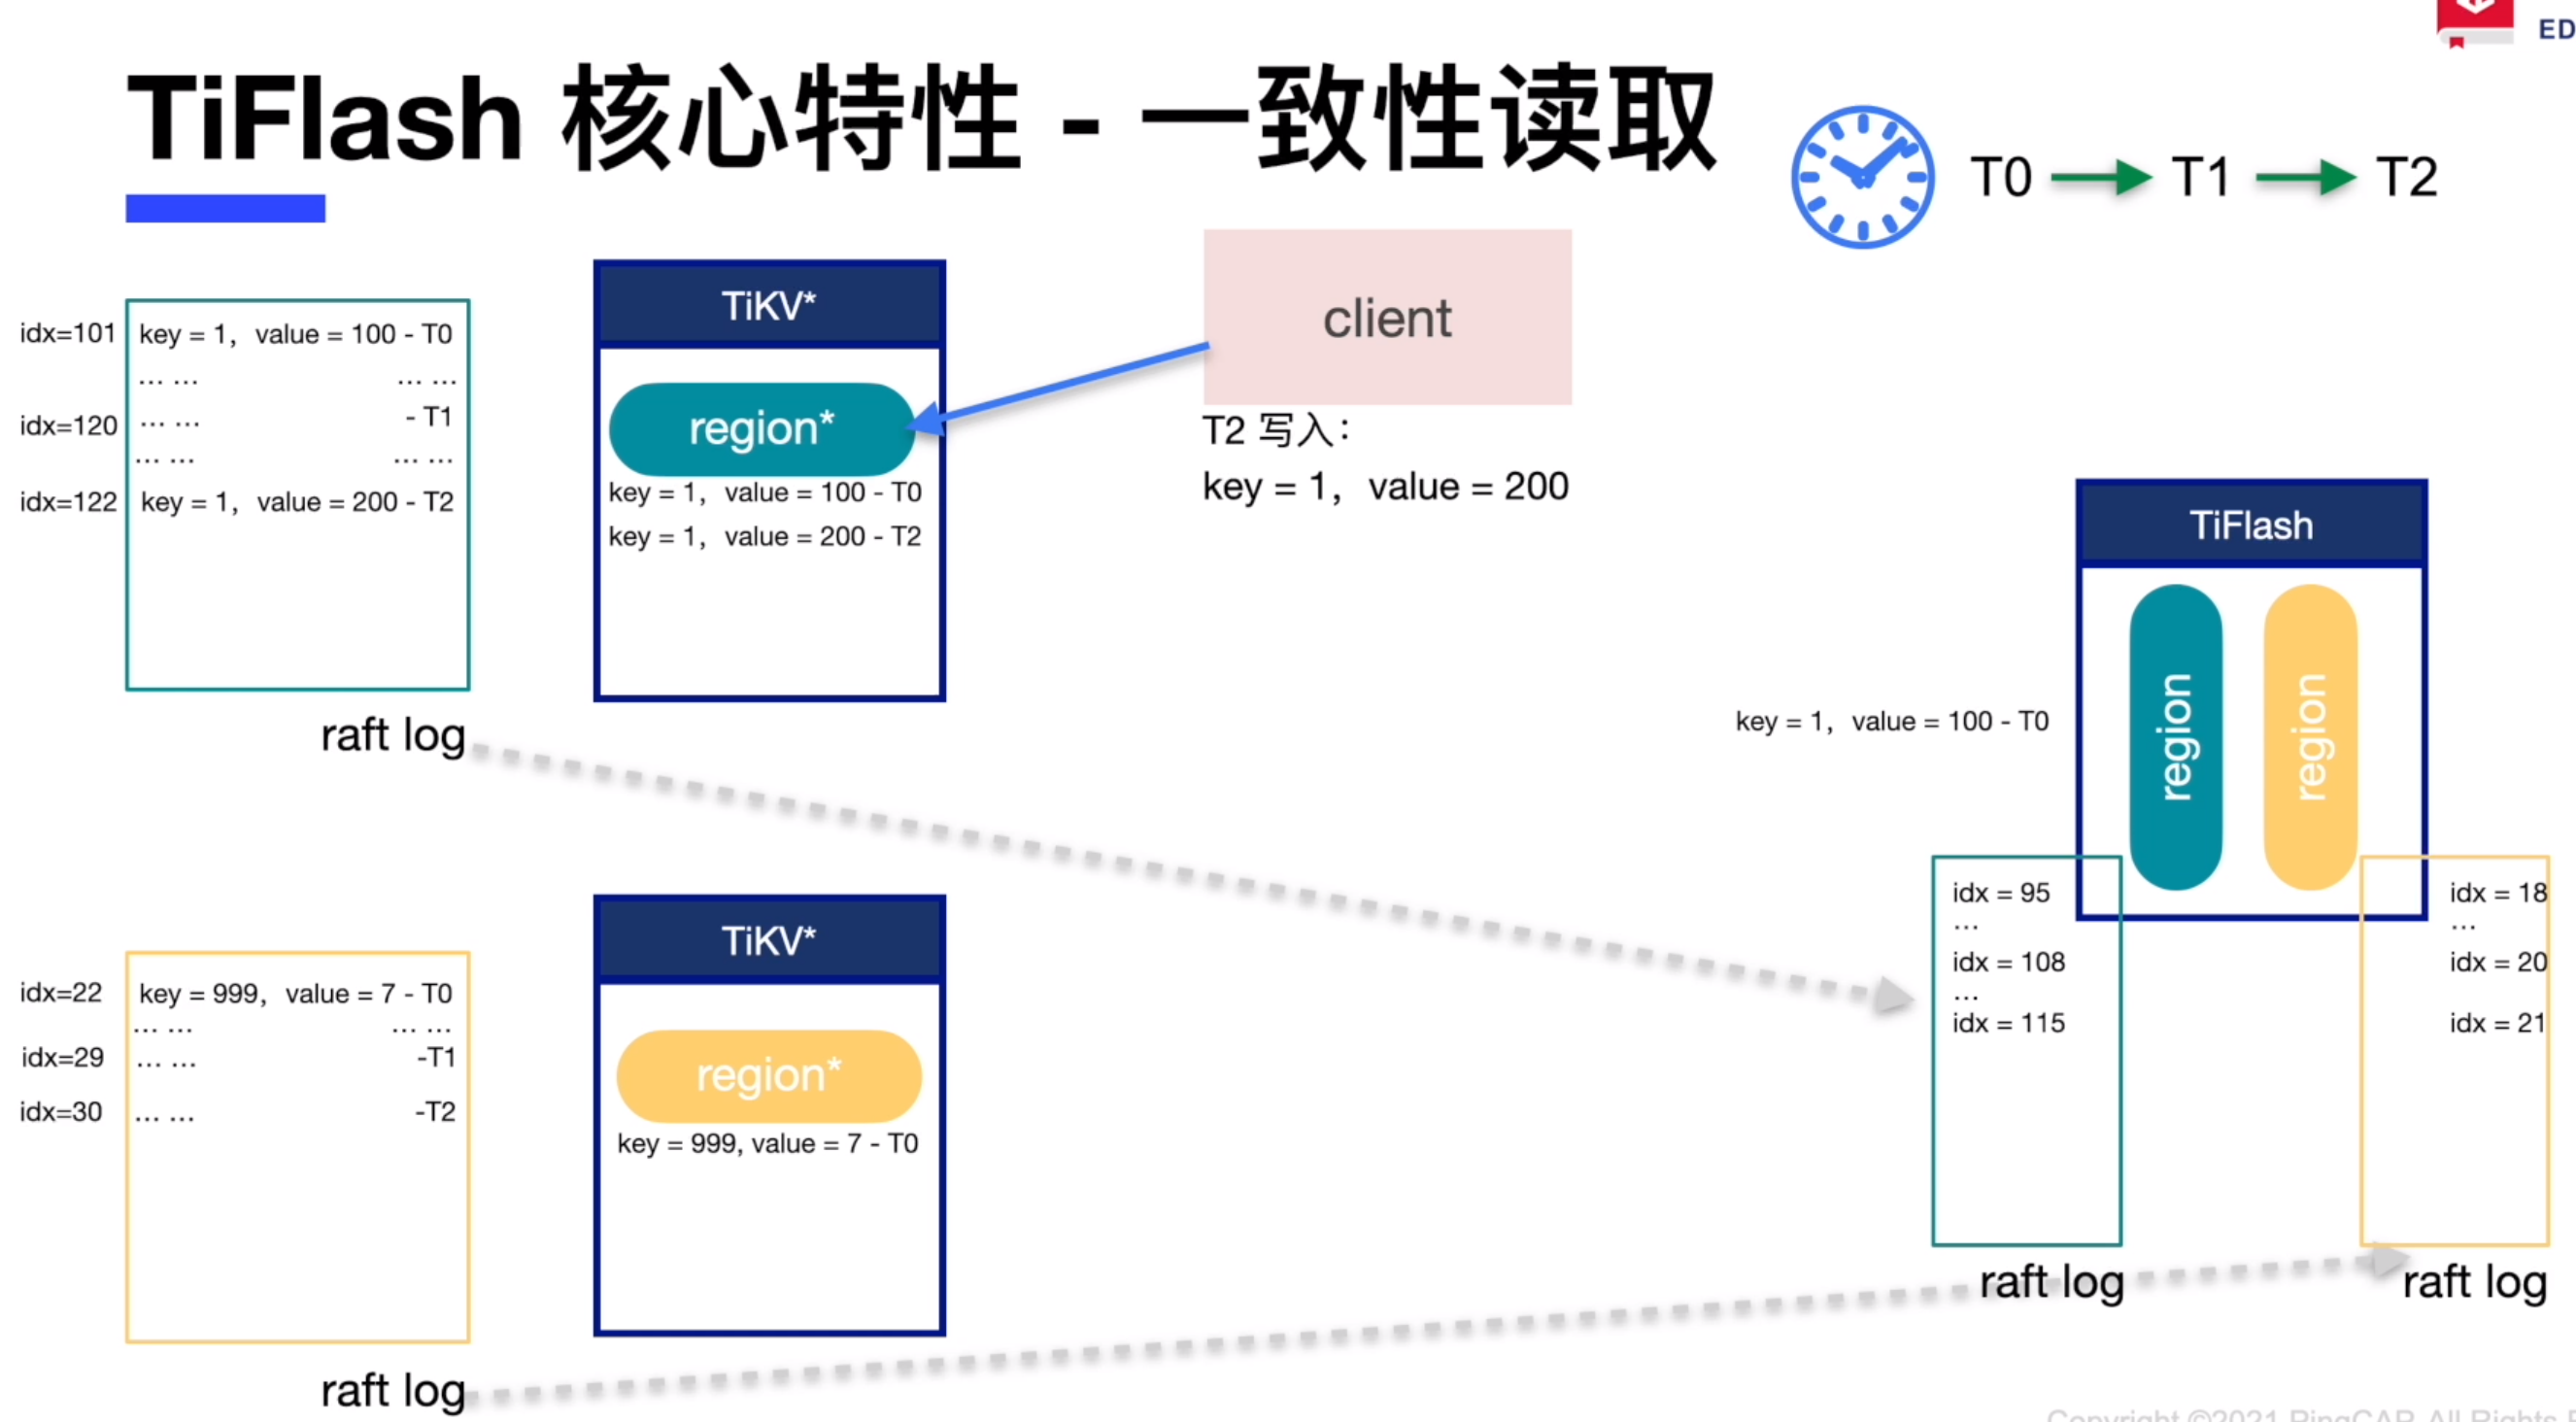 ED
TiFlash 核心特性 - 一致性读取
T0 T1 T2
idx=101 key = 1, value = 100 - T0
... ... ... ...
idx=120 ... ... - T1
... ... ... ...
idx=122 key = 1, value = 200 - T2
raft log
TiKV*
region*
key = 1, value = 100 - T0
key = 1, value = 200 - T2
client
T2 写入：
key = 1, value = 200
TiFlash
region
region
key = 1, value = 100 - T0
idx = 95
...
idx = 108
...
idx = 115
raft log
idx = 18
...
idx = 20
idx = 21
raft log
idx=22 key = 999, value = 7 - T0
... ... ... ...
idx=29 ... ... -T1
idx=30 ... ... -T2
raft log
TiKV*
region*
key = 999, value = 7 - T0
Copyright ©2021 PingCAP. All Rights